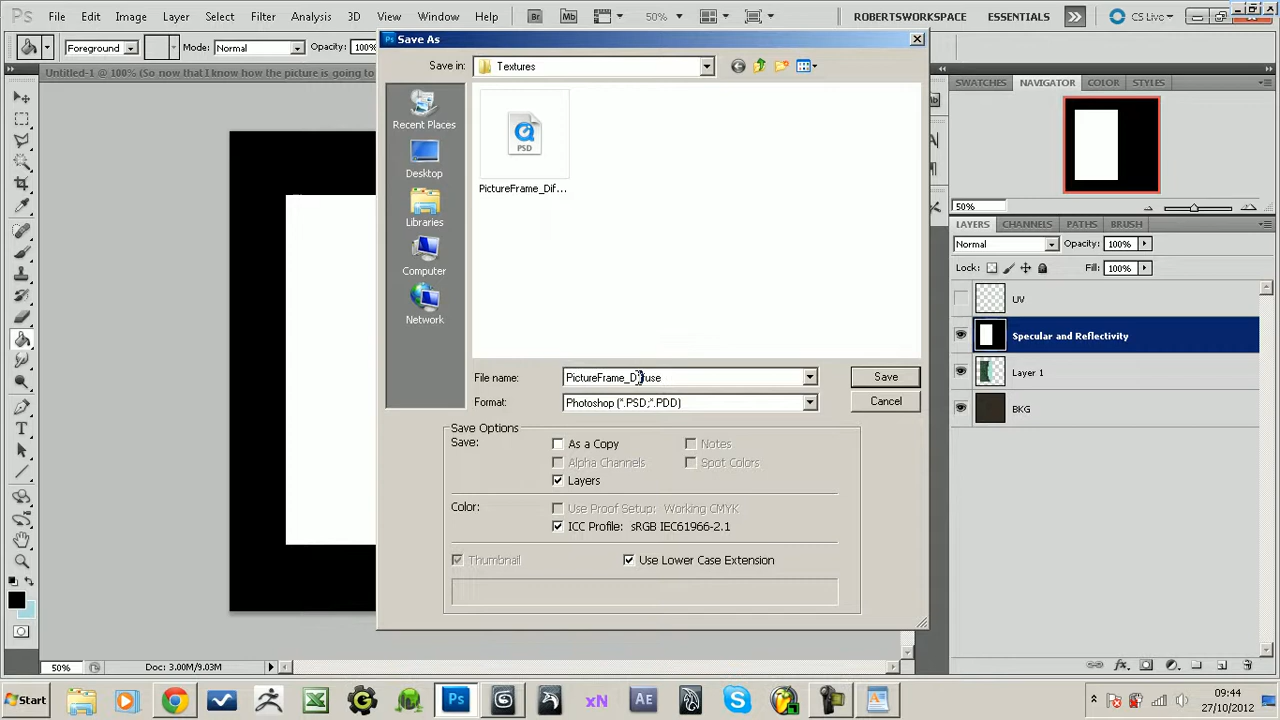 Ps File Edit Image Layer Select Filter Analysis 3D View Window Help Br Mb 50% ROBERTSWORKSPACE ESSENTIALS CS Live
Foreground Mode: Normal Opacity: 100%
Untitled-1 @ 100% (So now that I know how the picture is going to
Ps Save As
Save in: Textures
Recent Places
Desktop
Libraries
Computer
Network
PSD
PictureFrame_Dif...
File name: PictureFrame_Diffuse
Format: Photoshop (*.PSD;*.PDD)
Save
Cancel
Save Options
Save: As a Copy Notes
Alpha Channels Spot Colors
Layers
Color: Use Proof Setup: Working CMYK
ICC Profile: sRGB IEC61966-2.1
Thumbnail Use Lower Case Extension
SWATCHES NAVIGATOR COLOR STYLES
50%
LAYERS CHANNELS PATHS BRUSH
Normal Opacity: 100%
Lock: Fill: 100%
UV
Specular and Reflectivity
Layer 1
BKG
50% Doc: 3.00M/9.03M
Start Ps xN AE
09:44
27/10/2012